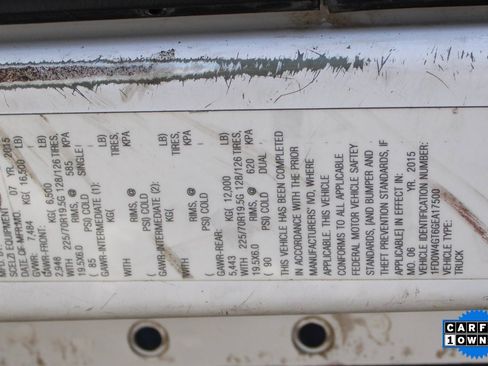 SCELZI EQUIPMENT
DATE OF MFR: MO. 07 YR. 2015
GVWR: 7,484 KG( 16,500 LB)
GAWR-FRONT: KG( 6,500 LB)
2,948 WITH 225/70R19.5G 128/126 TIRES,
19.5X6.0 RIMS, @ 585 KPA
( 85 PSI) COLD SINGLE
GAWR-INTERMEDIATE (1):
KG( LB)
WITH TIRES,
RIMS, @ KPA
( PSI) COLD
GAWR-INTERMEDIATE (2):
KG( LB)
WITH TIRES,
RIMS, @ KPA
( PSI) COLD
GAWR-REAR:
5,443 KG( 12,000 LB)
WITH 225/70R19.5G 128/126 TIRES,
19.5X6.0 RIMS, @ 620 KPA
( 90 PSI) COLD DUAL
THIS VEHICLE HAS BEEN COMPLETED
IN ACCORDANCE WITH THE PRIOR
MANUFACTURERS IVD, WHERE
APPLICABLE. THIS VEHICLE
CONFORMS TO ALL APPLICABLE
FEDERAL MOTOR VEHICLE SAFTEY
STANDARDS, [AND BUMPER AND
THEFT PREVENTION STANDARDS, IF
APPLICABLE] IN EFFECT IN:
MO. 06 YR. 2015
VEHICLE IDENTIFICATION NUMBER:
VEHICLE TYPE:
TRUCK
CARF
1 OWN